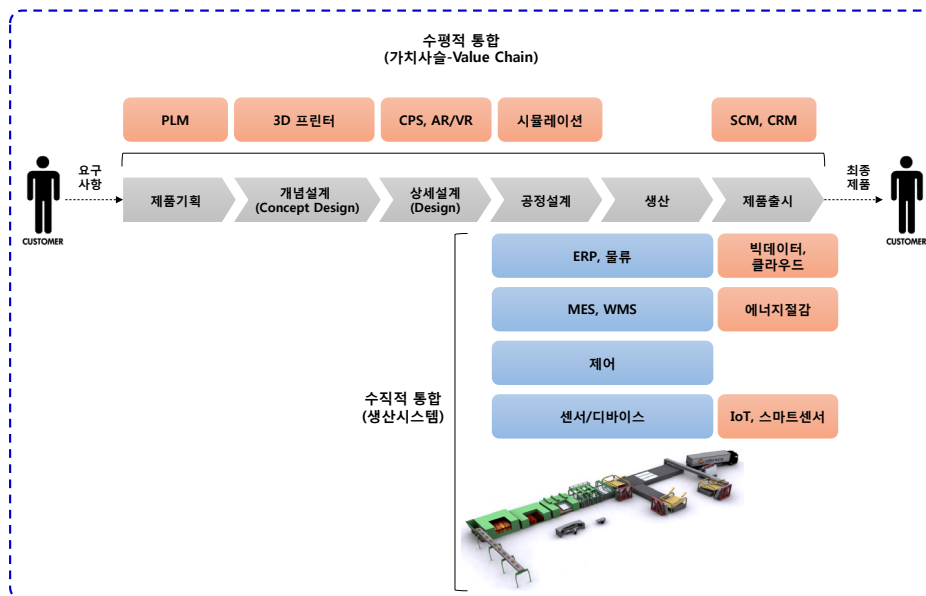 수평적 통합
(가치사슬-Value Chain)
PLM
3D 프린터
CPS, AR/VR
시뮬레이션
SCM, CRM
요구
사항
제품기획
개념설계
(Concept Design)
상세설계
(Design)
공정설계
생산
제품출시
최종
제품
CUSTOMER
CUSTOMER
ERP, 물류
빅데이터,
클라우드
MES, WMS
에너지절감
제어
수직적 통합
(생산시스템)
센서/디바이스
IoT, 스마트센서